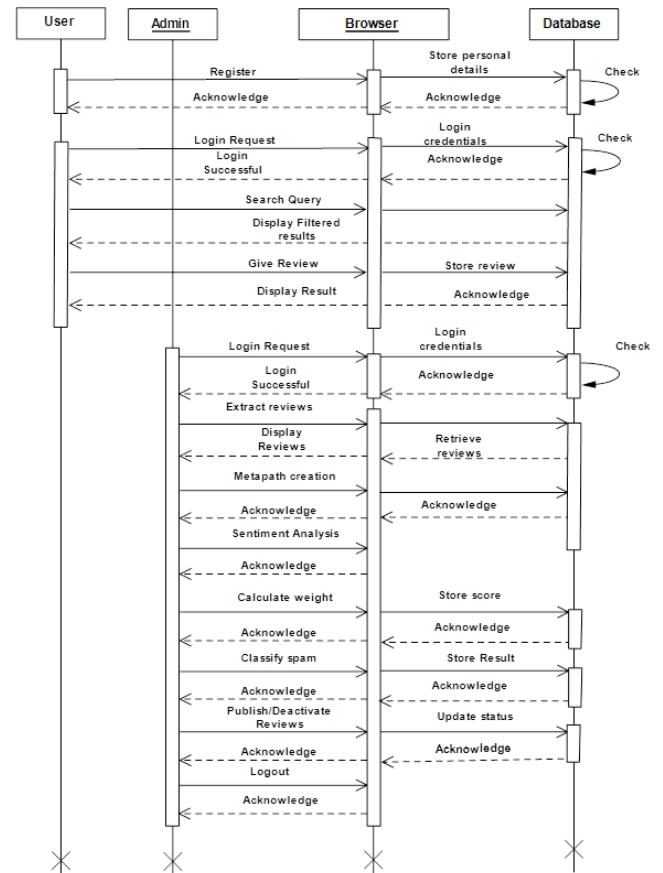 User
Admin
Browser
Database
Register
Store personal
details
Check
Acknowledge
Acknowledge
Login Request
Login
credentials
Check
Login
Successful
Acknowledge
Search Query
Display Filtered
results
Give Review
Store review
Display Result
Acknowledge
Login Request
Login
credentials
Check
Login
Successful
Acknowledge
Extract reviews
Display
Reviews
Retrieve
reviews
Metapath creation
Acknowledge
Acknowledge
Sentiment Analysis
Acknowledge
Calculate weight
Store score
Acknowledge
Acknowledge
Classify spam
Store Result
Acknowledge
Acknowledge
Publish/Deactivate
Reviews
Update status
Acknowledge
Acknowledge
Logout
Acknowledge